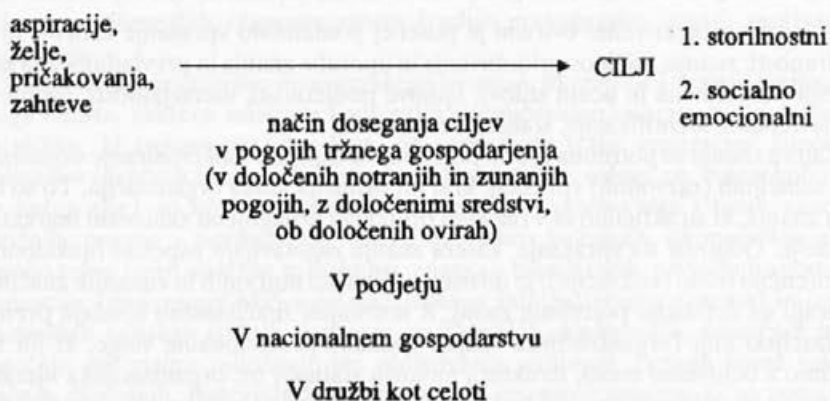 aspiracije,
želje,
pričakovanja,
zahteve
CILJI
1. storilnostni
2. socialno
emocionalni
način doseganja ciljev
v pogojih tržnega gospodarjenja
(v določenih notranjih in zunanjih
pogojih, z določenimi sredstvi,
ob določenih ovirah)
V podjetju
V nacionalnem gospodarstvu
V družbi kot celoti